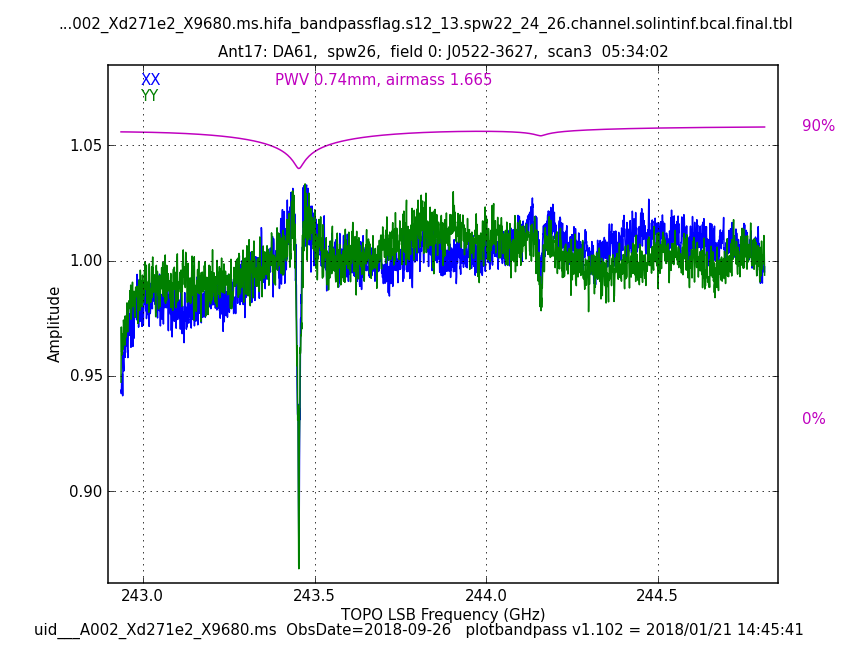 ...002_Xd271e2_X9680.ms.hifa_bandpassflag.s12_13.spw22_24_26.channel.solintinf.bcal.final.tbl
Ant17: DA61,  spw26,  field 0: J0522-3627,  scan3  05:34:02
XX
PWV 0.74mm, airmass 1.665
YY
90%
1.05
1.00
Amplitude
0.95
0%
0.90
243.0
243.5
244.0
244.5
TOPO LSB Frequency (GHz)
uid___A002_Xd271e2_X9680.ms  ObsDate=2018-09-26   plotbandpass v1.102 = 2018/01/21 14:45:41